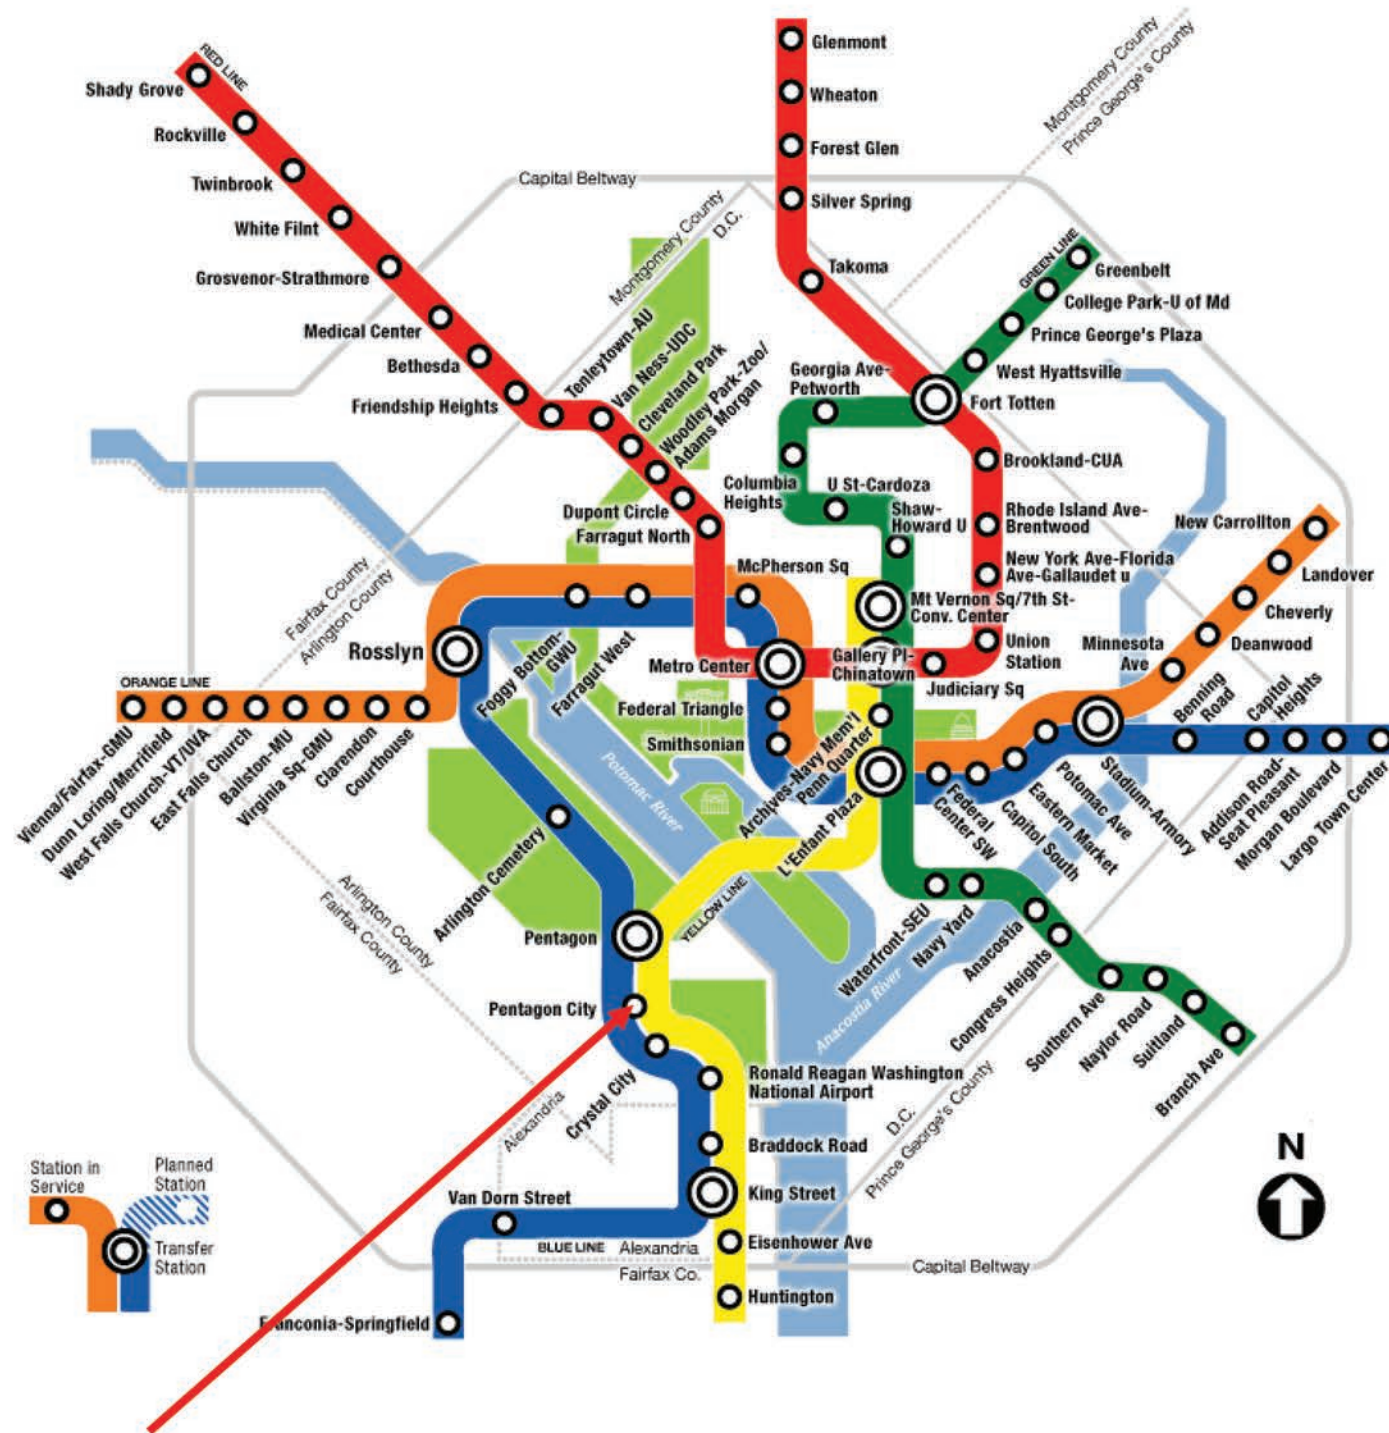 Glenmont
Wheaton
Forest Glen
Silver Spring
Takoma
Montgomery County
Prince George's County
RED LINE
Shady Grove
Rockville
Twinbrook
White Filnt
Grosvenor-Strathmore
Medical Center
Bethesda
Friendship Heights
Capital Beltway
Montgomery County
D.C.
Tenleytown-AU
Van Ness-UDC
Cleveland Park
Woodley Park-Zoo/
Adams Morgan
Dupont Circle
Farragut North
GREEN LINE
Greenbelt
College Park-U of Md
Prince George's Plaza
West Hyattsville
Fort Totten
Georgia Ave-
Petworth
Columbia
Heights
U St-Cardoza
Shaw-
Howard U
Brookland-CUA
Rhode Island Ave-
Brentwood
New York Ave-Florida
Ave-Gallaudet u
Mt Vernon Sq/7th St-
Conv. Center
Union
Station
Judiciary Sq
Gallery Pl-
Chinatown
Metro Center
McPherson Sq
Fairfax County
Arlington County
Rosslyn
Foggy Bottom-
GWU
Farragut West
Federal Triangle
Smithsonian
ORANGE LINE
Vienna/Fairfax-GMU
Dunn Loring/Merrifield
West Falls Church-VT/UVA
East Falls Church
Ballston-MU
Virginia Sq-GMU
Clarendon
Courthouse
New Carrollton
Landover
Cheverly
Deanwood
Minnesota
Ave
Benning
Road
Capitol
Heights
Addison Road-
Seat Pleasant
Morgan Boulevard
Largo Town Center
Stadium-Armory
Potomac Ave
Eastern Market
Capitol South
Federal
Center SW
Archives-Navy Mem'l
Penn Quarter
L'Enfant Plaza
Potomac River
Arlington Cemetery
Arlington County
Fairfax County
Pentagon
YELLOW LINE
Pentagon City
Crystal City
Waterfront-SEU
Navy Yard
Anacostia
Congress Heights
Southern Ave
Naylor Road
Suitland
Branch Ave
Anacostia River
Ronald Reagan Washington
National Airport
Braddock Road
King Street
Eisenhower Ave
Huntington
Alexandria
D.C.
Prince George's County
Van Dorn Street
BLUE LINE
Alexandria
Fairfax Co.
Capital Beltway
Franconia-Springfield
Station in
Service
Planned
Station
Transfer
Station
N